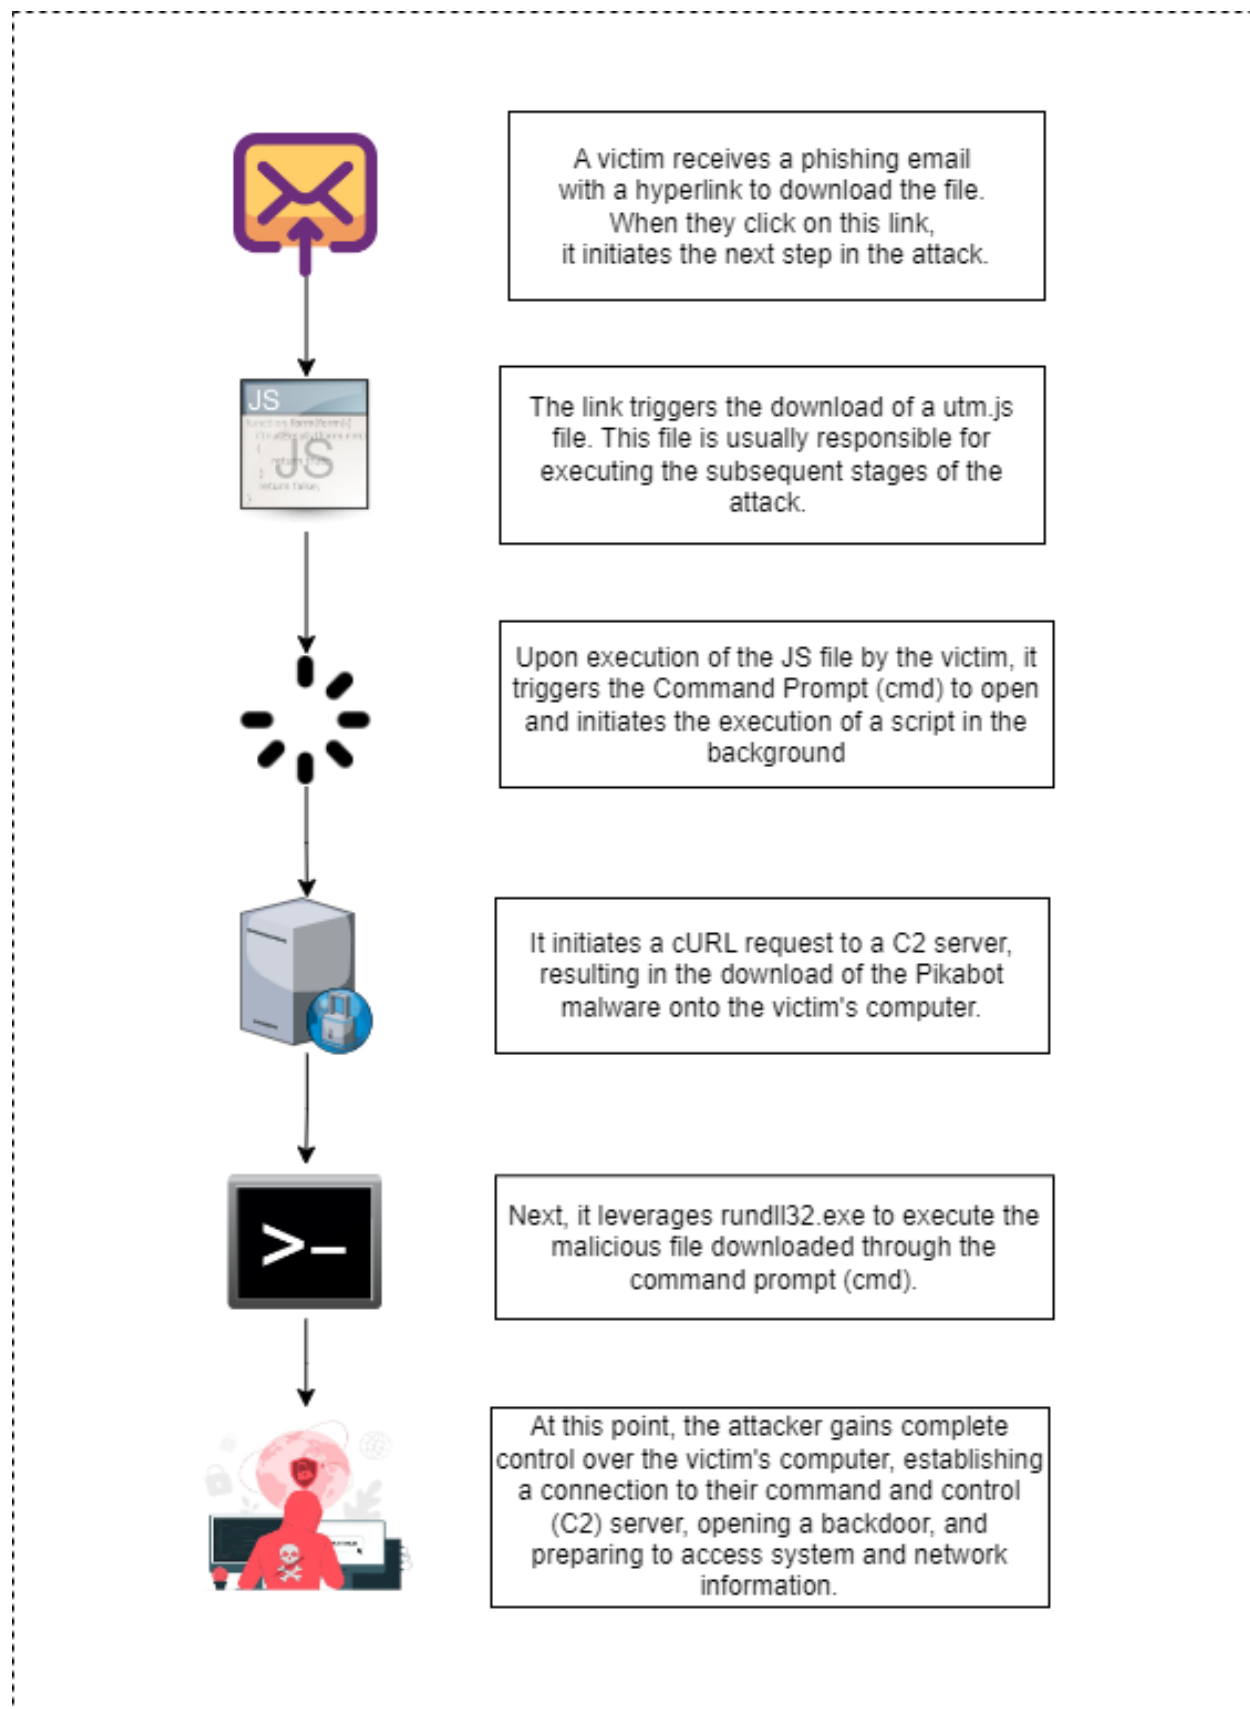 A victim receives a phishing email
with a hyperlink to download the file.
When they click on this link,
it initiates the next step in the attack.
JS
JS
The link triggers the download of a utm.js
file. This file is usually responsible for
executing the subsequent stages of the
attack.
Upon execution of the JS file by the victim, it
triggers the Command Prompt (cmd) to open
and initiates the execution of a script in the
background
It initiates a cURL request to a C2 server,
resulting in the download of the Pikabot
malware onto the victim's computer.
>_
Next, it leverages rundll32.exe to execute the
malicious file downloaded through the
command prompt (cmd).
At this point, the attacker gains complete
control over the victim's computer, establishing
a connection to their command and control
(C2) server, opening a backdoor, and
preparing to access system and network
information.